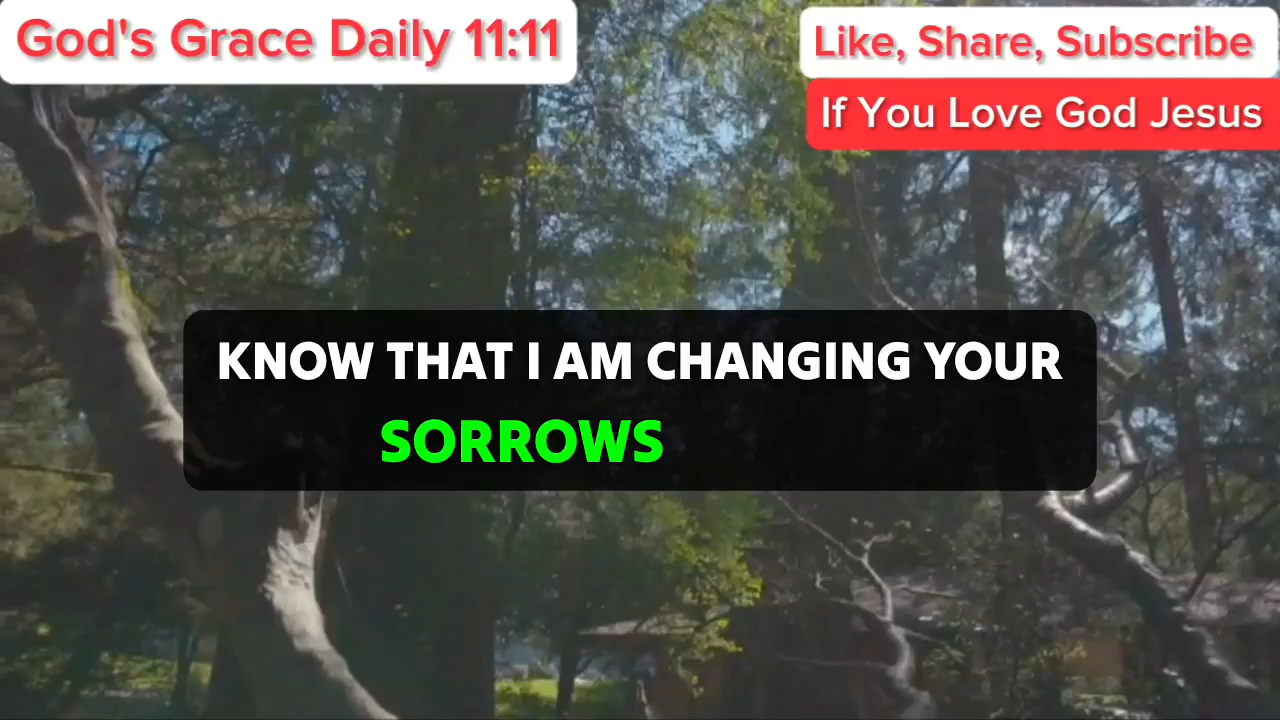 God's Grace Daily 11:11
Like, Share, Subscribe
If You Love God Jesus
KNOW THAT I AM CHANGING YOUR
SORROWS